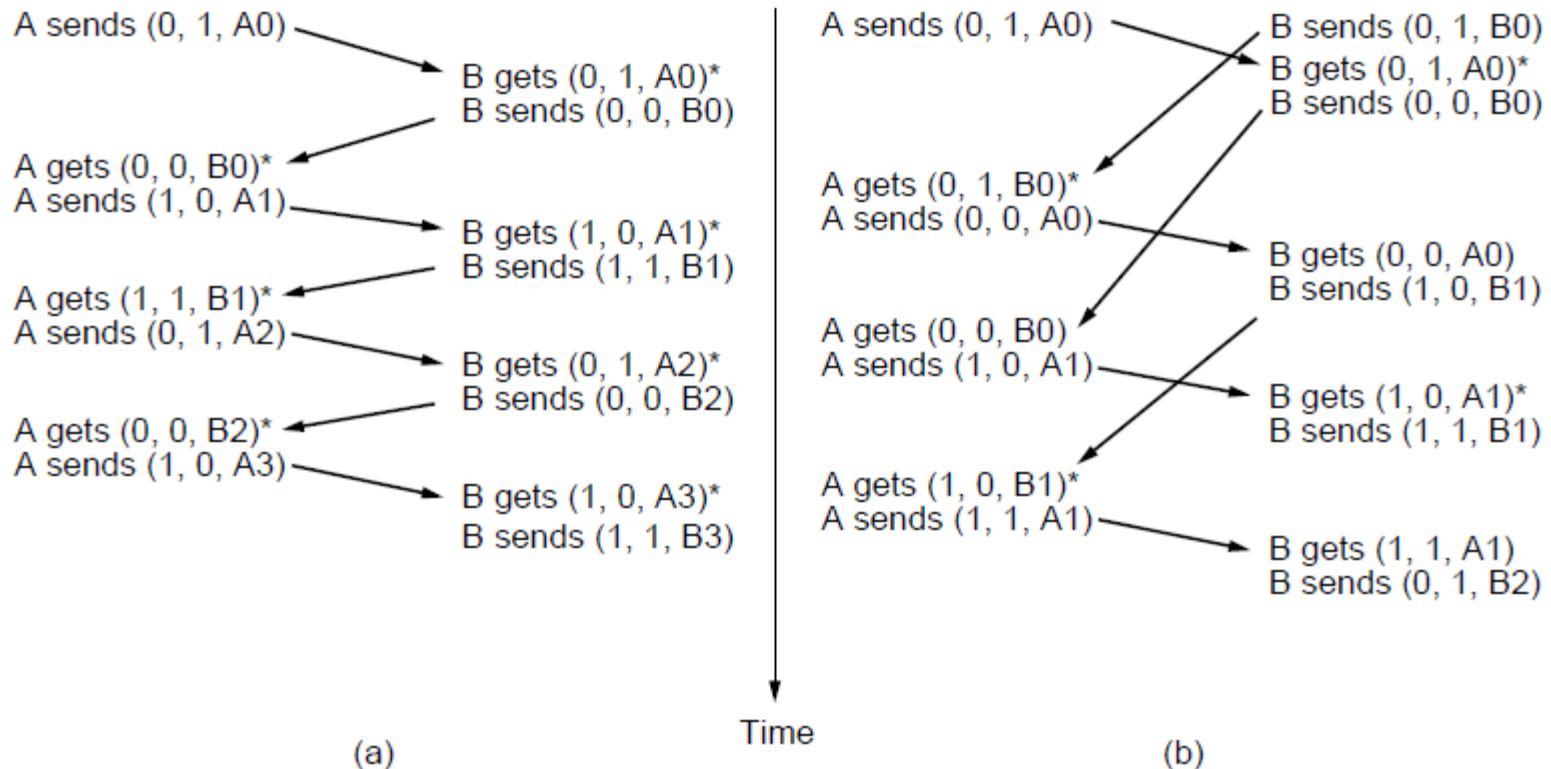 A sends (0, 1, A0)
B gets (0, 1, A0)*
B sends (0, 0, B0)
A gets (0, 0, B0)*
A sends (1, 0, A1)
B gets (1, 0, A1)*
B sends (1, 1, B1)
A gets (1, 1, B1)*
A sends (0, 1, A2)
B gets (0, 1, A2)*
B sends (0, 0, B2)
A gets (0, 0, B2)*
A sends (1, 0, A3)
B gets (1, 0, A3)*
B sends (1, 1, B3)
(a)
Time
A sends (0, 1, A0)
B sends (0, 1, B0)
B gets (0, 1, A0)*
B sends (0, 0, B0)
A gets (0, 1, B0)*
A sends (0, 0, A0)
B gets (0, 0, A0)
B sends (1, 0, B1)
A gets (0, 0, B0)
A sends (1, 0, A1)
B gets (1, 0, A1)*
B sends (1, 1, B1)
A gets (1, 0, B1)*
A sends (1, 1, A1)
B gets (1, 1, A1)
B sends (0, 1, B2)
(b)